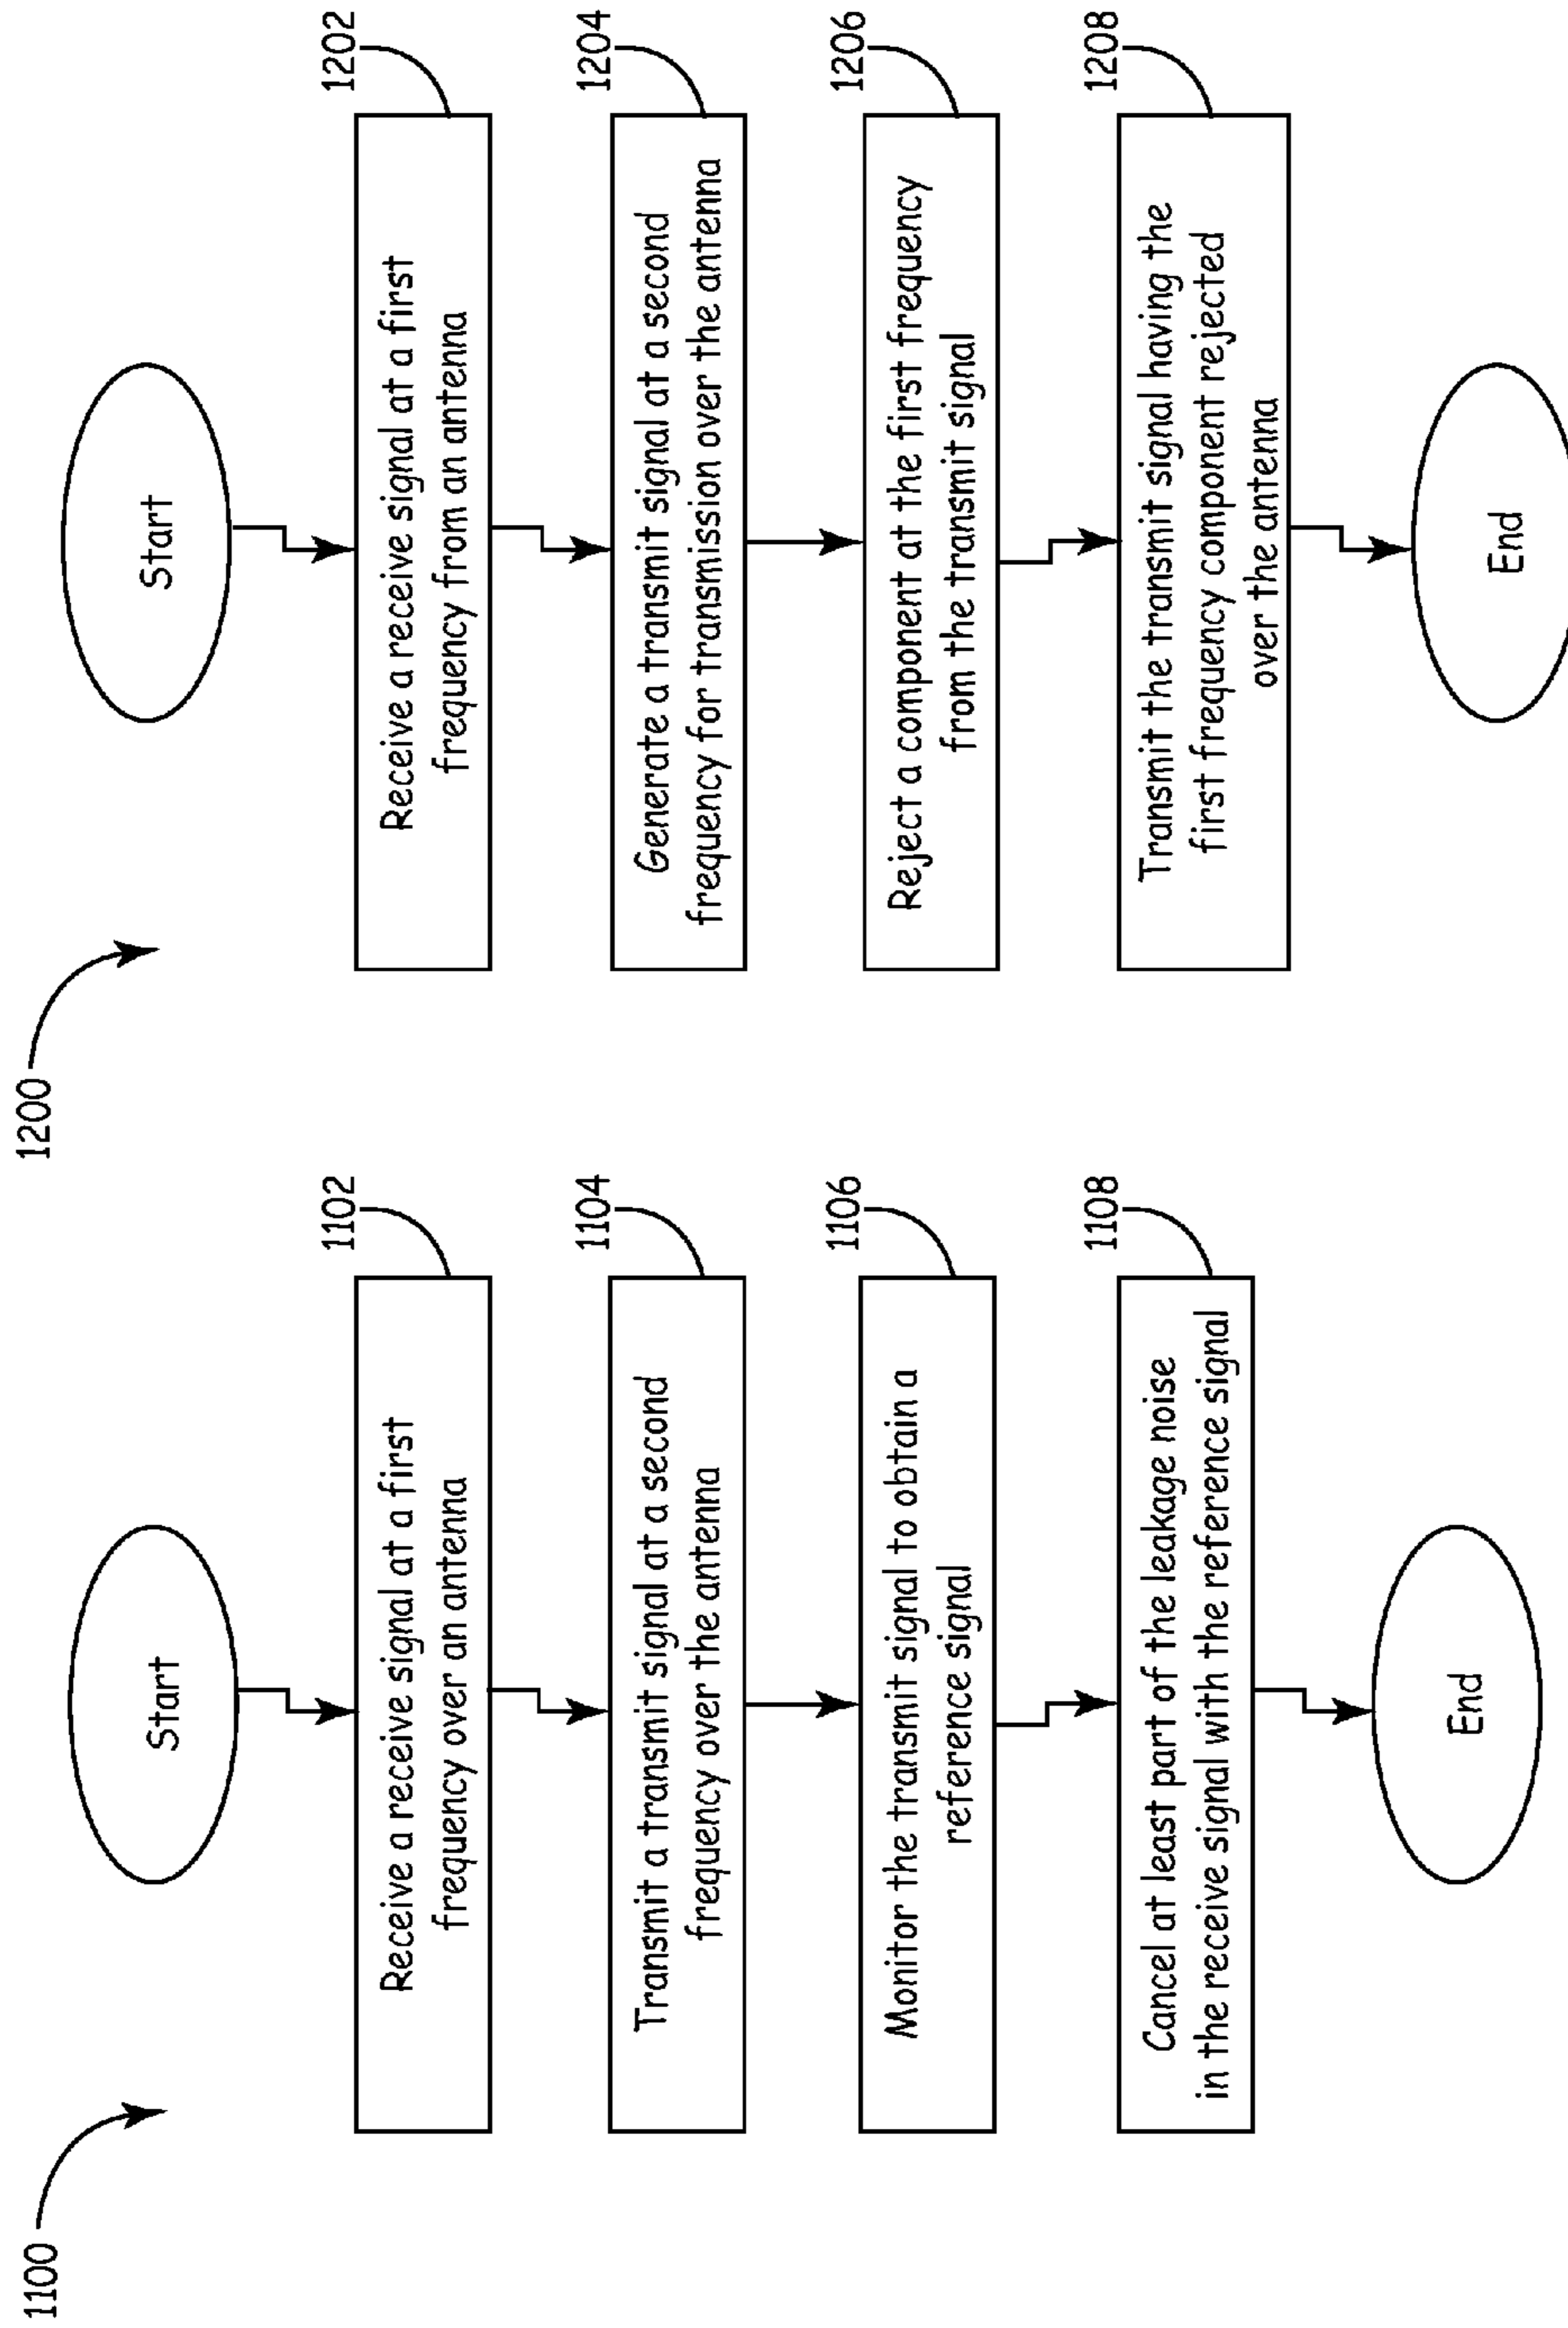 1100
Start
Receive a receive signal at a first
frequency over an antenna
1102
Transmit a transmit signal at a second
frequency over the antenna
1104
Monitor the transmit signal to obtain a
reference signal
1106
Cancel at least part of the leakage noise
in the receive signal with the reference signal
1108
End
1200
Start
Receive a receive signal at a first
frequency from an antenna
1202
Generate a transmit signal at a second
frequency for transmission over the antenna
1204
Reject a component at the first frequency
from the transmit signal
1206
Transmit the transmit signal having the
first frequency component rejected
over the antenna
1208
End